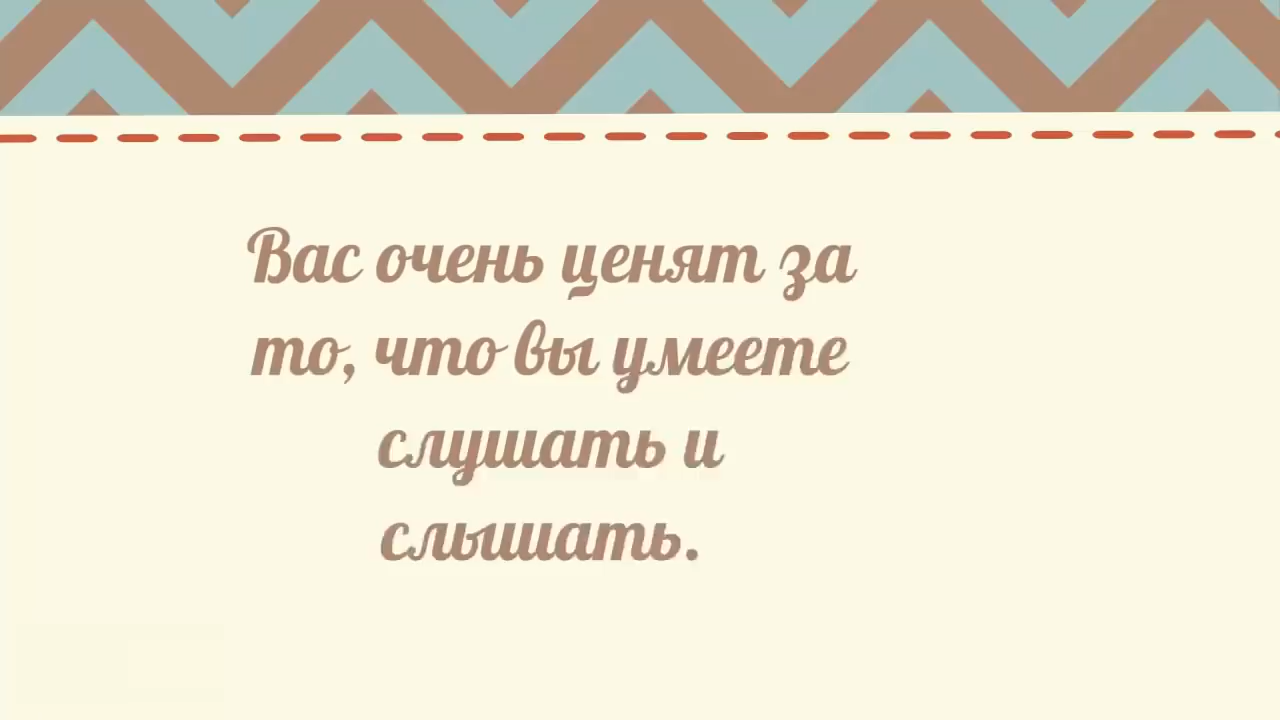 Вас очень ценят за
то, что вы умеете
слушать и
слышать.